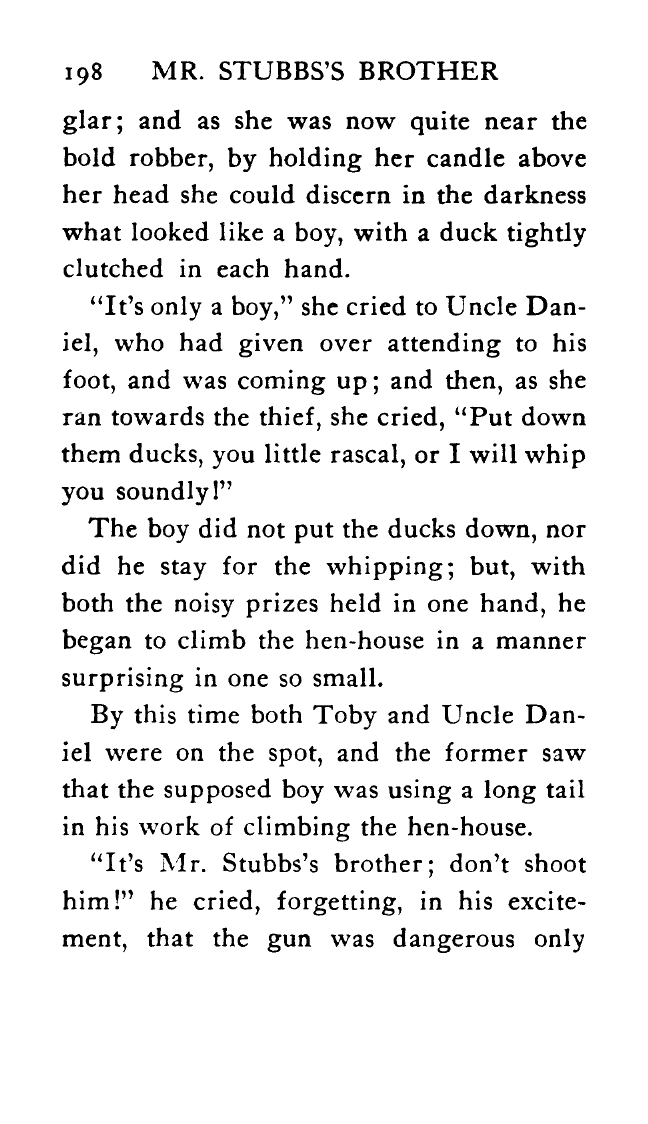 198 MR. STUBBS'S BROTHER
glar; and as she was now quite near the
bold robber, by holding her candle above
her head she could discern in the darkness
what looked like a boy, with a duck tightly
clutched in each hand.
"It's only a boy," she cried to Uncle Dan-
iel, who had given over attending to his
foot, and was coming up; and then, as she
ran towards the thief, she cried, "Put down
them ducks, you little rascal, or I will whip
you soundly!"
The boy did not put the ducks down, nor
did he stay for the whipping; but, with
both the noisy prizes held in one hand, he
began to climb the hen-house in a manner
surprising in one so small.
By this time both Toby and Uncle Dan-
iel were on the spot, and the former saw
that the supposed boy was using a long tail
in his work of climbing the hen-house.
"It's Mr. Stubbs's brother; don't shoot
him!" he cried, forgetting, in his excite-
ment, that the gun was dangerous only